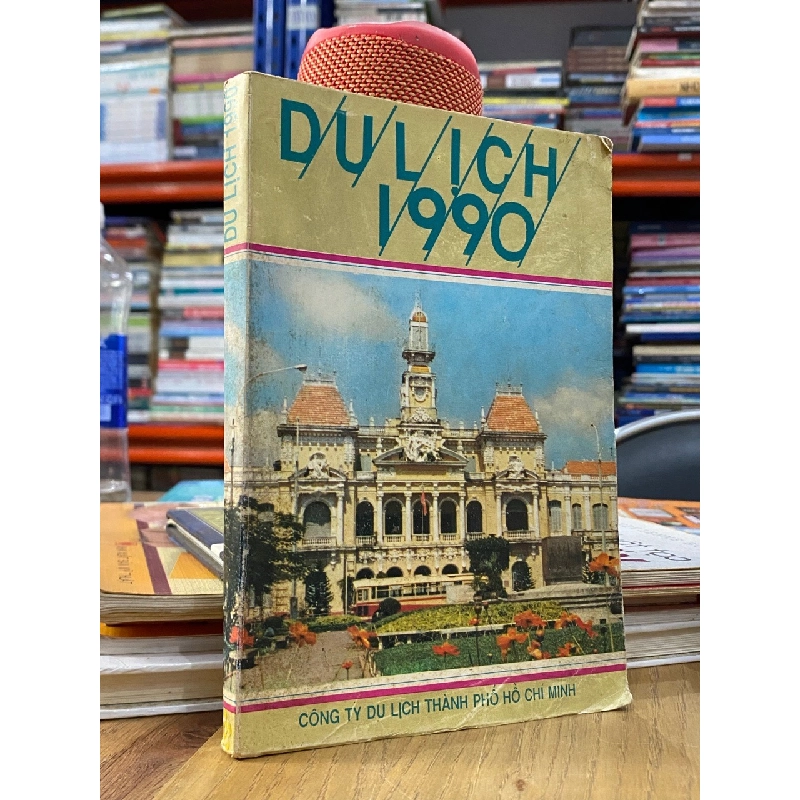 DU LỊCH
1990
DU LỊCH 1990
CÔNG TY DU LỊCH THÀNH PHỐ HỒ CHÍ MINH